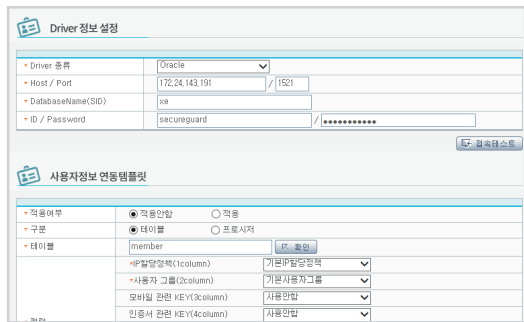 Driver 정보 설정
* Driver 종류 Oracle
* Host / Port 172,24,143,191 / 1521
* DatabaseName(SID) xe
* ID / Password secureguard / ●●●●●●●●●●●
접속테스트
사용자정보 연동템플릿
* 적용여부 적용안함 적용
* 구분 테이블 프로시저
* 테이블 member 확인
*IP할당정책(1column) 기본IP할당정책
*사용자 그룹(2column) 기본사용자그룹
모바일 관련 KEY(3column) 사용안함
인증서 관련 KEY(4column) 사용안함